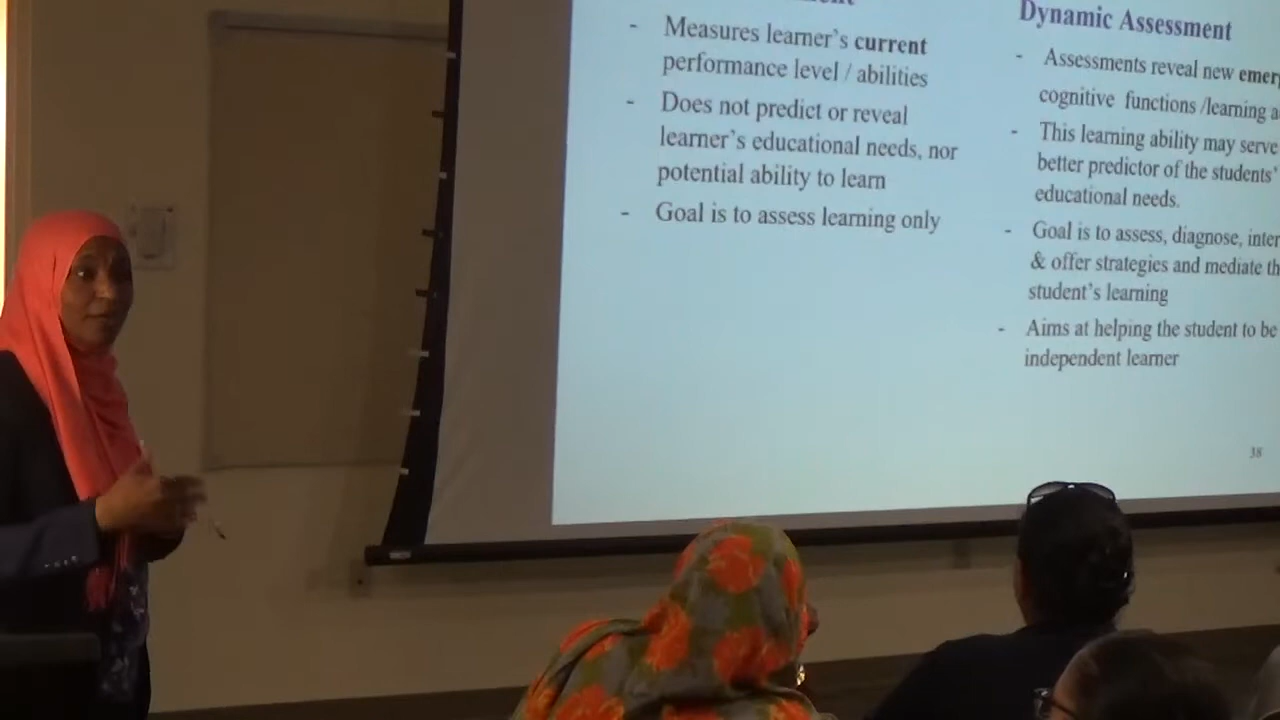 Dynamic Assessment
- Measures learner's current
performance level / abilities
- Does not predict or reveal
learner's educational needs, nor
potential ability to learn
- Goal is to assess learning only
- Assessments reveal new
cognitive functions /learning
- This learning ability may serve
better predictor of the students'
educational needs.
- Goal is to assess, diagnose,
& offer strategies and mediate
student's learning
- Aims at helping the student to be
independent learner
38